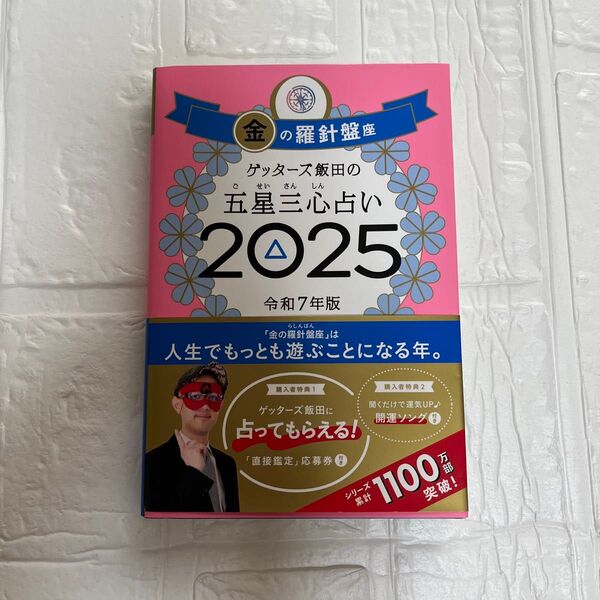 金の羅針盤座
ゲッターズ飯田の
ご せい さん しん
五星三心占い
2025
令和7年版
らしんばん
「金の羅針盤座」は
人生でもっとも遊ぶことになる年。
購入者特典1
ゲッターズ飯田に
占ってもらえる!
「直接鑑定」応募券
購入者特典2
聞くだけで運気UP♪
開運ソング
シリーズ
累計
1100万部
突破!